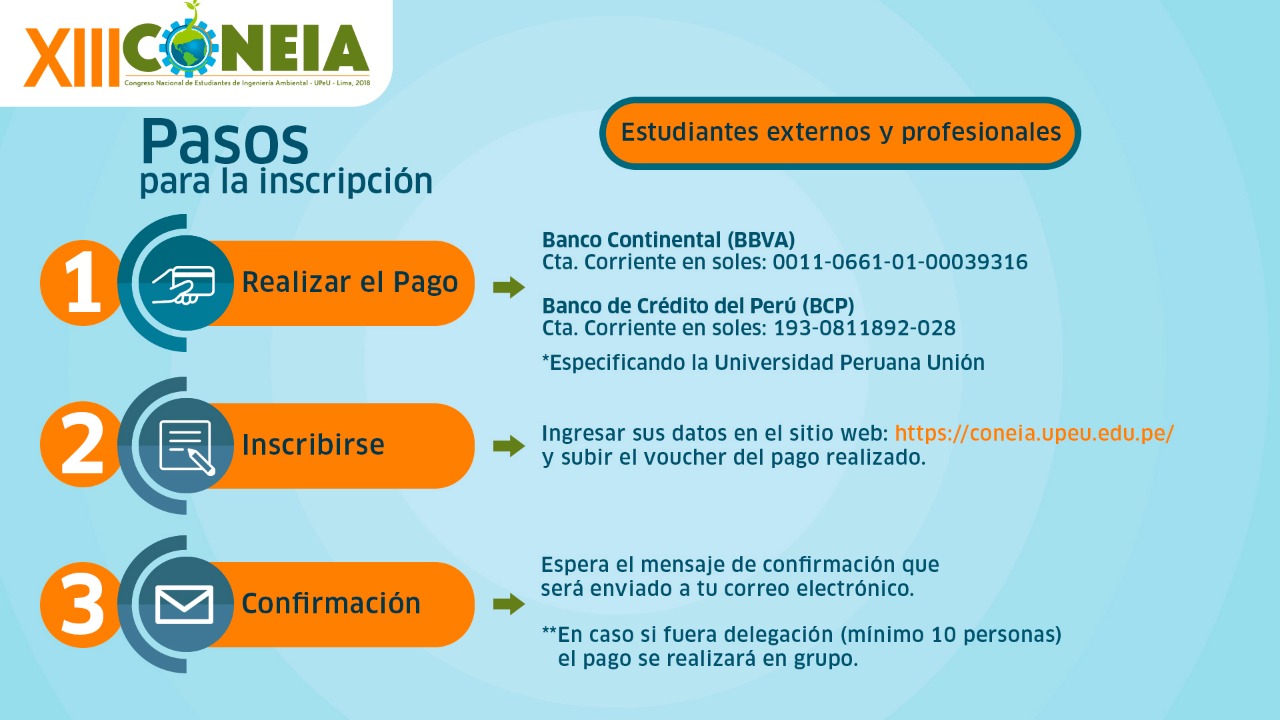 XIII CONEIA
Congreso Nacional de Estudiantes de Ingeniería Ambiental - UPeU - Lima, 2018
Pasos
para la inscripción
Estudiantes externos y profesionales
1
Realizar el Pago
Banco Continental (BBVA)
Cta. Corriente en soles: 0011-0661-01-00039316
Banco de Crédito del Perú (BCP)
Cta. Corriente en soles: 193-0811892-028
*Especificando la Universidad Peruana Unión
2
Inscribirse
Ingresar sus datos en el sitio web: https://coneia.upeu.edu.pe/
y subir el voucher del pago realizado.
3
Confirmación
Espera el mensaje de confirmación que
será enviado a tu correo electrónico.
**En caso si fuera delegación (mínimo 10 personas)
el pago se realizará en grupo.